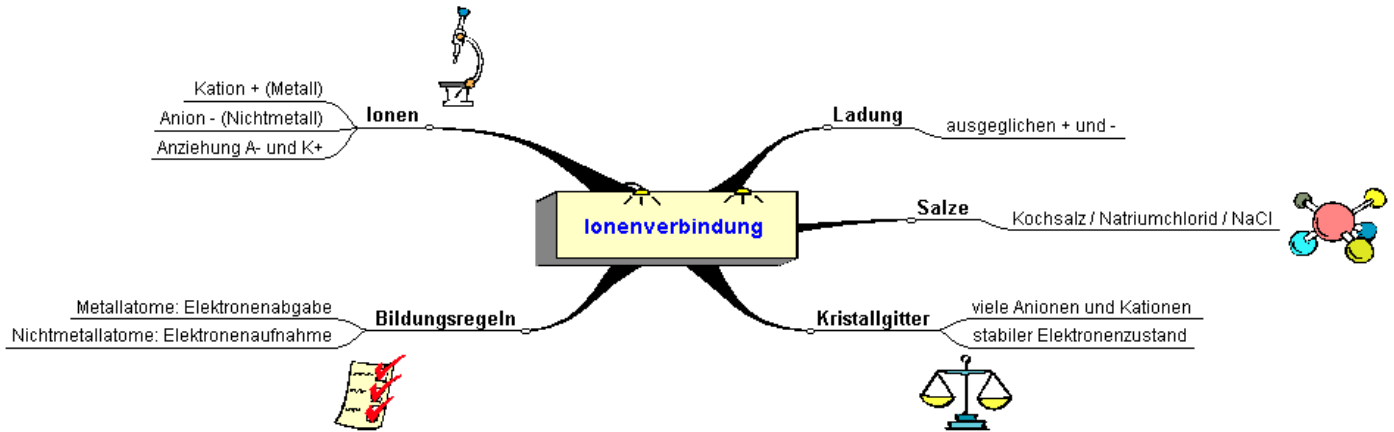 Ionenverbindung
Ionen
Kation + (Metall)
Anion - (Nichtmetall)
Anziehung A- und K+
Ladung
ausgeglichen + und -
Salze
Kochsalz / Natriumchlorid / NaCl
Kristallgitter
viele Anionen und Kationen
stabiler Elektronenzustand
Bildungsregeln
Metallatome: Elektronenabgabe
Nichtmetallatome: Elektronenaufnahme